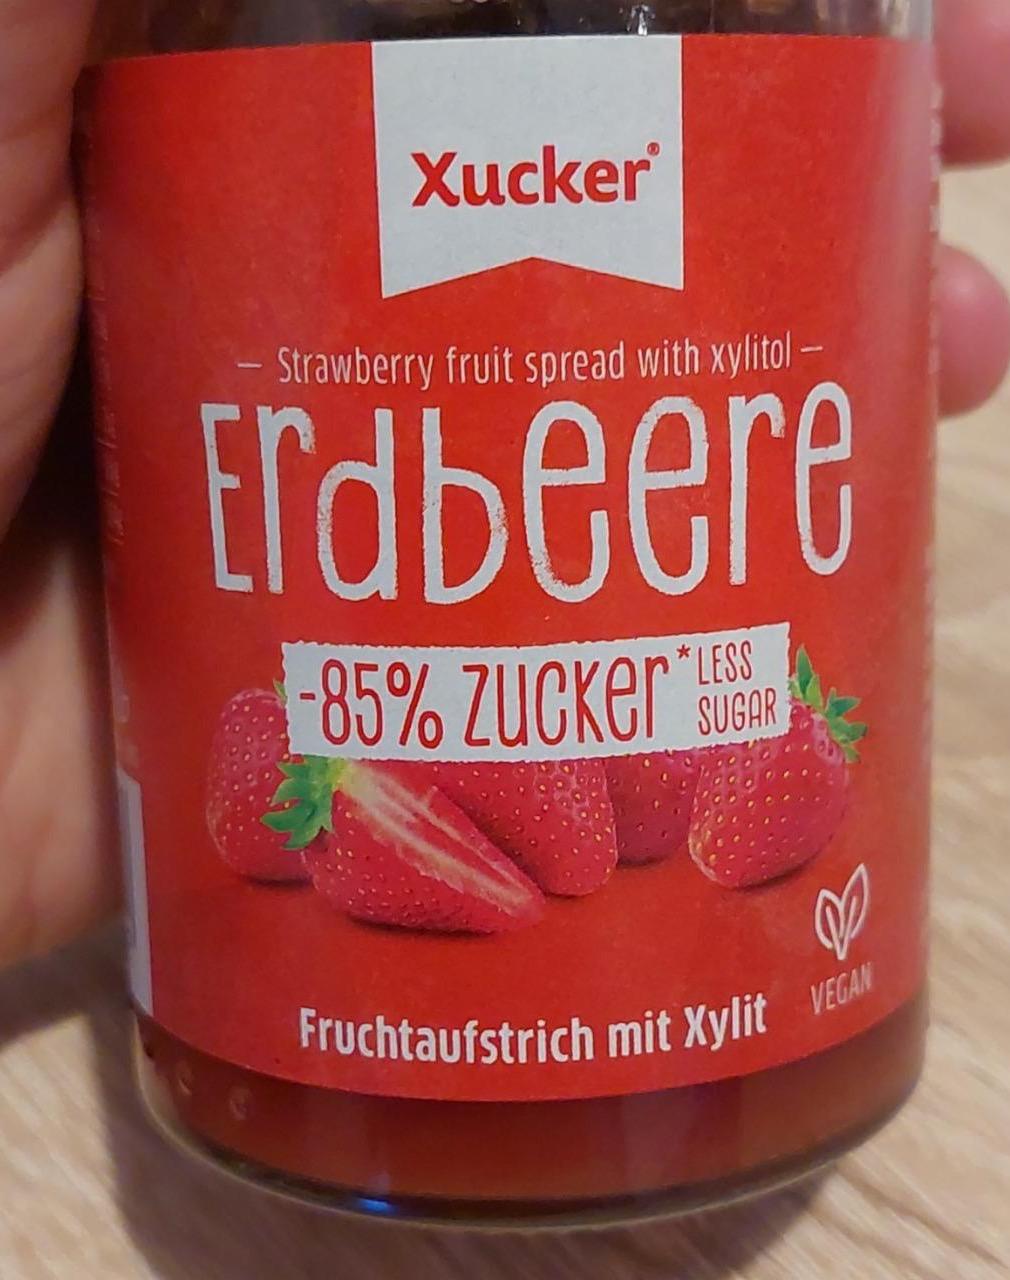 Xucker®
– Strawberry fruit spread with xylitol –
Erdbeere
-85% Zucker* LESS
SUGAR
VEGAN
Fruchtaufstrich mit Xylit